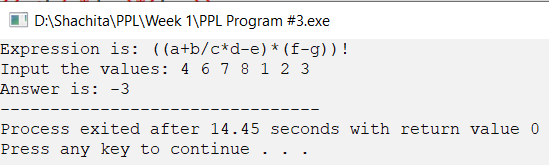 D:\Shachita\PPL\Week 1\PPL Program #3.exe
Expression is: ((a+b/c*d-e)*(f-g))!
Input the values: 4 6 7 8 1 2 3
Answer is: -3
--------------------------------
Process exited after 14.45 seconds with return value 0
Press any key to continue . . .